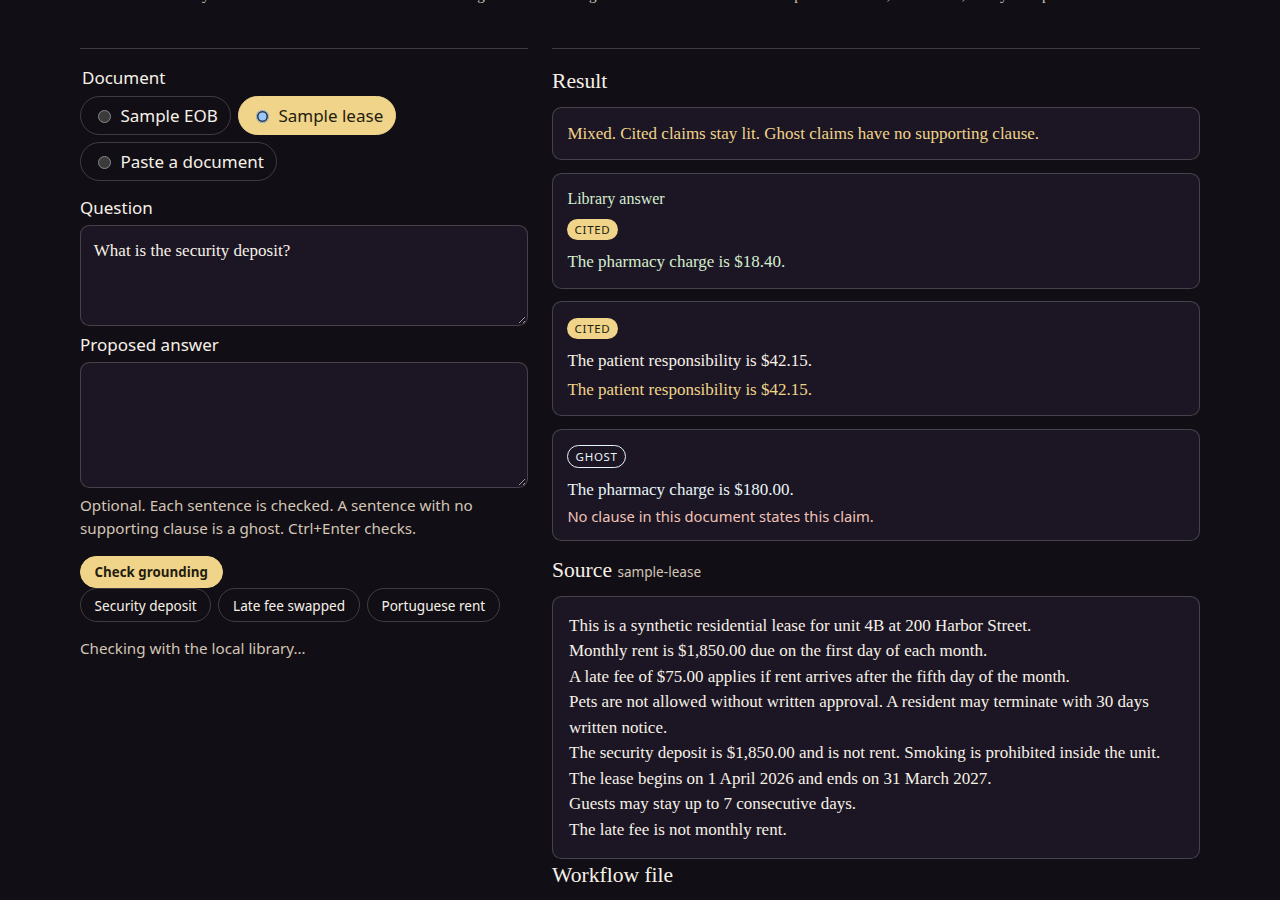 Document
Sample EOB
Sample lease
Paste a document
Question
What is the security deposit?
Proposed answer
Optional. Each sentence is checked. A sentence with no
supporting clause is a ghost. Ctrl+Enter checks.
Check grounding
Security deposit
Late fee swapped
Portuguese rent
Checking with the local library…
Result
Mixed. Cited claims stay lit. Ghost claims have no supporting clause.
Library answer
CITED
The pharmacy charge is $18.40.
CITED
The patient responsibility is $42.15.
The patient responsibility is $42.15.
GHOST
The pharmacy charge is $180.00.
No clause in this document states this claim.
Source sample-lease
This is a synthetic residential lease for unit 4B at 200 Harbor Street.
Monthly rent is $1,850.00 due on the first day of each month.
A late fee of $75.00 applies if rent arrives after the fifth day of the month.
Pets are not allowed without written approval. A resident may terminate with 30 days
written notice.
The security deposit is $1,850.00 and is not rent. Smoking is prohibited inside the unit.
The lease begins on 1 April 2026 and ends on 31 March 2027.
Guests may stay up to 7 consecutive days.
The late fee is not monthly rent.
Workflow file